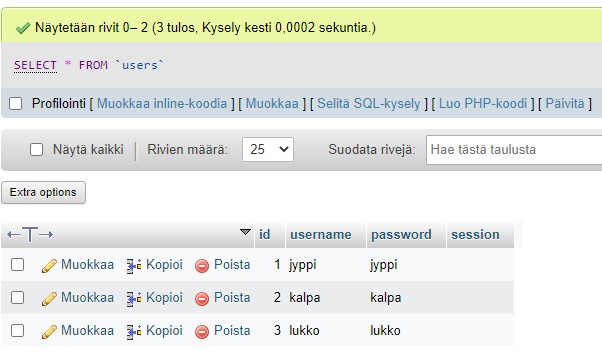 Näytetään rivit 0– 2 (3 tulos, Kysely kesti 0,0002 sekuntia.)
SELECT * FROM `users`
Profilointi [ Muokkaa inline-koodia ] [ Muokkaa ] [ Selitä SQL-kysely ] [ Luo PHP-koodi ] [ Päivitä ]
Näytä kaikki Rivien määrä: 25 Suodata rivejä: Hae tästä taulusta
Extra options
←T→ id username password session
Muokkaa Kopioi Poista 1 jyppi jyppi
Muokkaa Kopioi Poista 2 kalpa kalpa
Muokkaa Kopioi Poista 3 lukko lukko